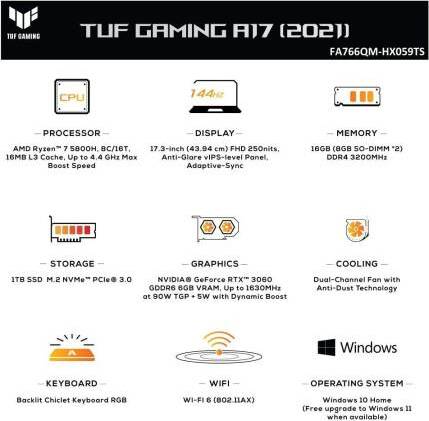 TUF GAMING
TUF GAMING A17 (2021)
FA766QM-HX059TS
CPU
PROCESSOR
AMD Ryzen™ 7 5800H, 8C/16T,
16MB L3 Cache, Up to 4.4 GHz Max
Boost Speed
144Hz
DISPLAY
17.3-inch (43.94 cm) FHD 250nits,
Anti-Glare vIPS-level Panel,
Adaptive-Sync
MEMORY
16GB (8GB SO-DIMM *2)
DDR4 3200MHz
STORAGE
1TB SSD M.2 NVMe™ PCIe® 3.0
GRAPHICS
NVIDIA® GeForce RTX™ 3060
GDDR6 6GB VRAM, Up to 1630MHz
at 90W TGP + 5W with Dynamic Boost
COOLING
Dual-Channel Fan with
Anti-Dust Technology
KEYBOARD
Backlit Chiclet Keyboard RGB
WIFI
WI-FI 6 (802.11AX)
Windows
OPERATING SYSTEM
Windows 10 Home
(Free upgrade to Windows 11
when available)